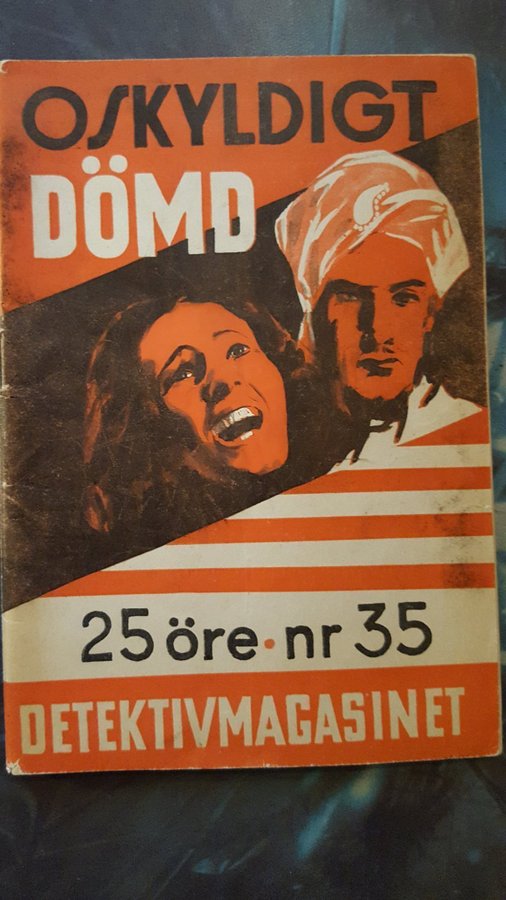 OSKYLDIGT
DÖMD
25 öre · nr 35
DETEKTIVMAGASINET